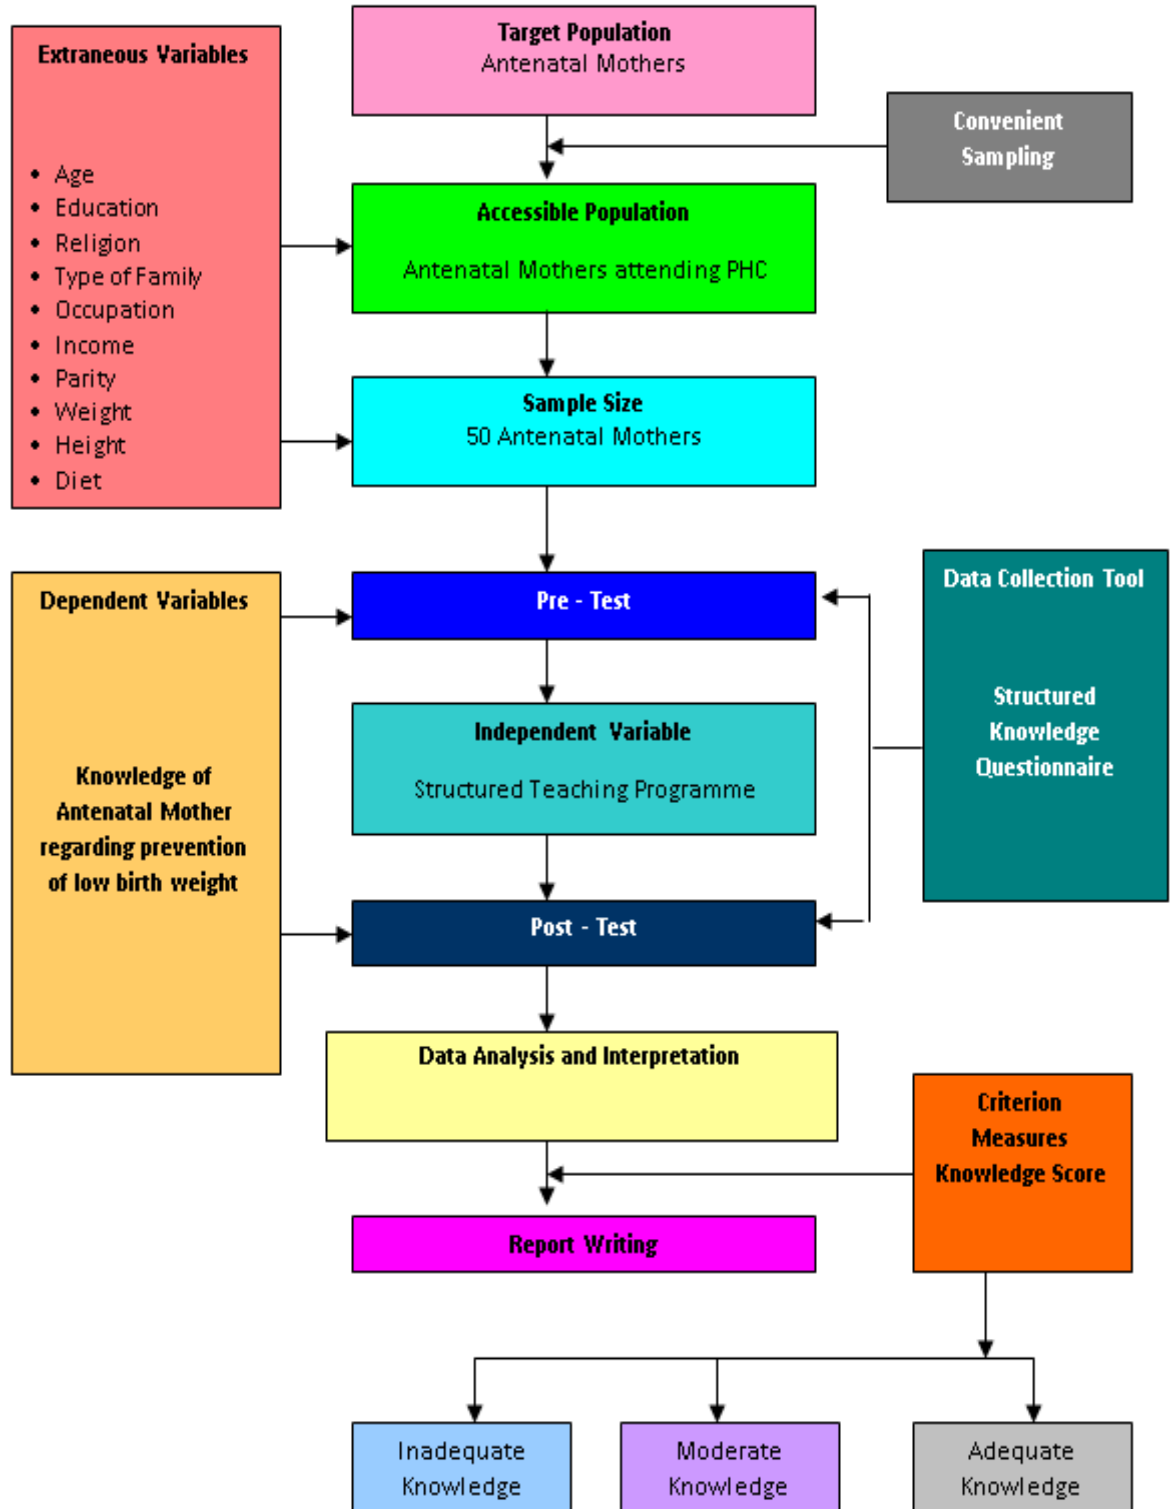 Target Population
Antenatal Mothers
Extraneous Variables
• Age
• Education
• Religion
• Type of Family
• Occupation
• Income
• Parity
• Weight
• Height
• Diet
Convenient
Sampling
Accessible Population
Antenatal Mothers attending PHC
Sample Size
50 Antenatal Mothers
Dependent Variables
Knowledge of
Antenatal Mother
regarding prevention
of low birth weight
Pre - Test
Data Collection Tool
Structured
Knowledge
Questionnaire
Independent Variable
Structured Teaching Programme
Post - Test
Data Analysis and Interpretation
Criterion
Measures
Knowledge Score
Report Writing
Inadequate
Knowledge
Moderate
Knowledge
Adequate
Knowledge